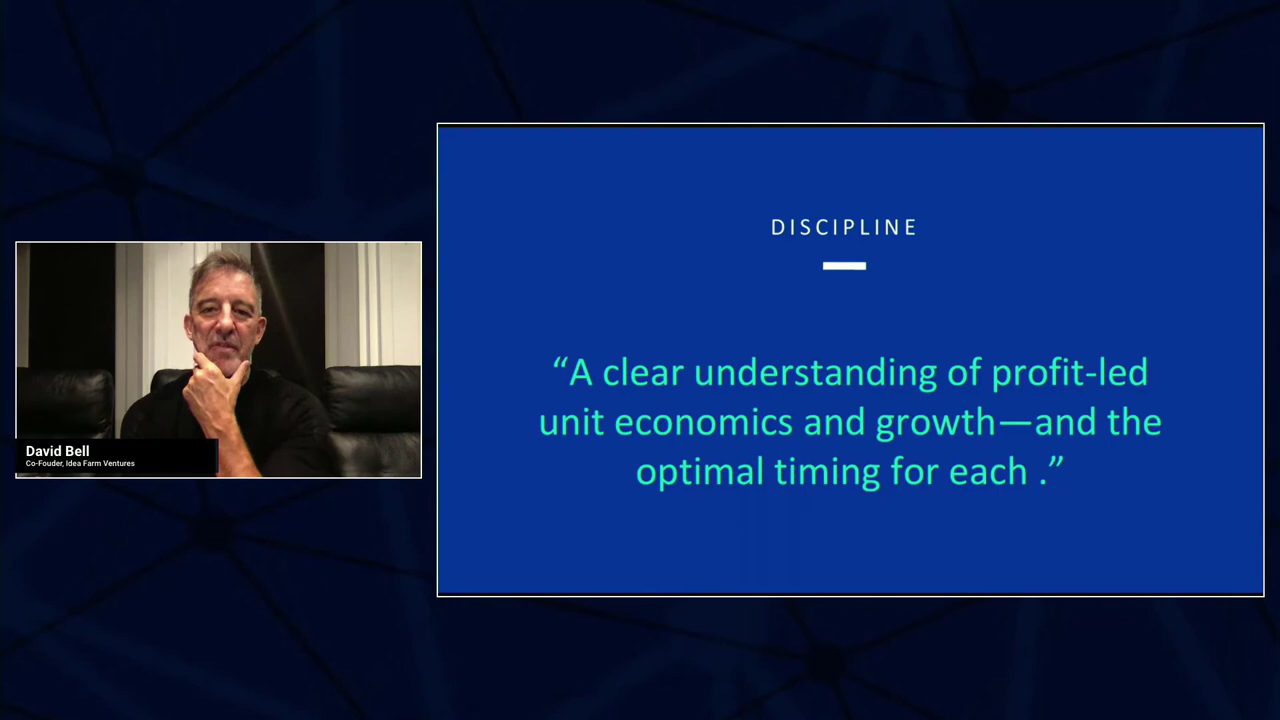 David Bell
Co-Fouder, Idea Farm Ventures
DISCIPLINE
“A clear understanding of profit-led
unit economics and growth—and the
optimal timing for each .”